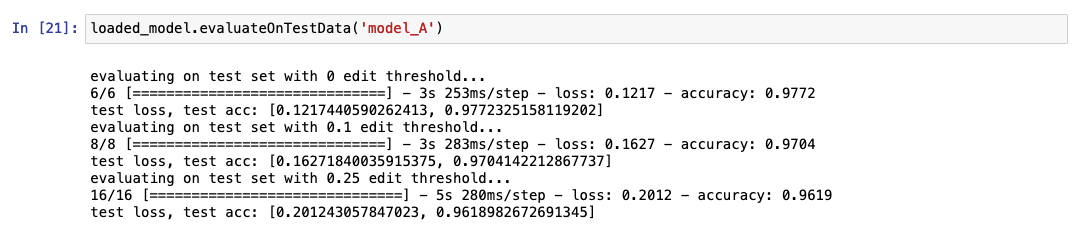 In [21]: loaded_model.evaluateOnTestData('model_A')
evaluating on test set with 0 edit threshold...
6/6 [==============================] - 3s 253ms/step - loss: 0.1217 - accuracy: 0.9772
test loss, test acc: [0.1217440590262413, 0.9772325158119202]
evaluating on test set with 0.1 edit threshold...
8/8 [==============================] - 3s 283ms/step - loss: 0.1627 - accuracy: 0.9704
test loss, test acc: [0.16271840035915375, 0.9704142212867737]
evaluating on test set with 0.25 edit threshold...
16/16 [==============================] - 5s 280ms/step - loss: 0.2012 - accuracy: 0.9619
test loss, test acc: [0.201243057847023, 0.9618982672691345]